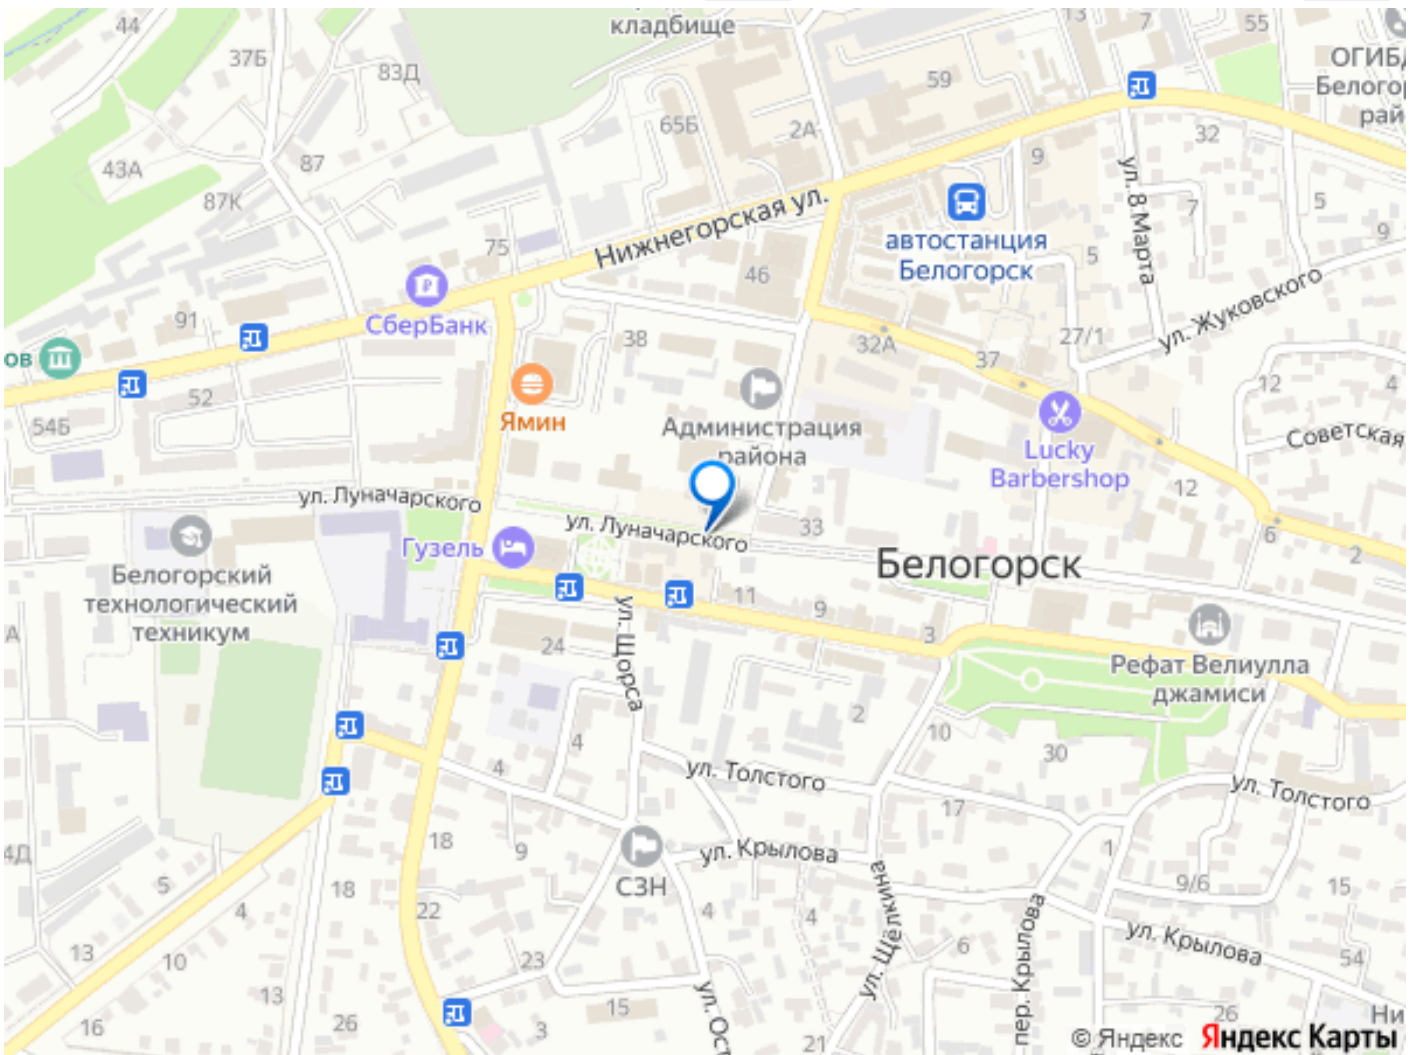 кладбище
44
37Б
83Д
13
7
55
ОГИБД
Белогор
рай
59
65Б
2А
9
32
43А
87
87К
ул. 8 Марта
7
5
9
Нижнегорская ул.
автостанция
Белогорск
75
46
5
СберБанк
91
38
32А
37
27/1
ул. Жуковского
ов
52
54Б
Ямин
Администрация
района
Lucky
Barbershop
12
4
Советская
12
ул. Луначарского
ул. Луначарского
33
6
2
Гузель
Белогорск
Белогорский
технологический
техникум
А
11
9
3
24
ул. Щорса
Рефат Велиулла
джамиси
2
10
30
4
4
ул. Толстого
ул. Толстого
17
18
9
ул. Крылова
1
4Д
5
18
СЗН
9/6
15
4
22
4
4
ул. Щёлкина
6
пер. Крылова
ул. Крылова
54
13
10
23
13
15
ул. Ост
26
Ни
16
26
3
21
© Яндекс Яндекс Карты